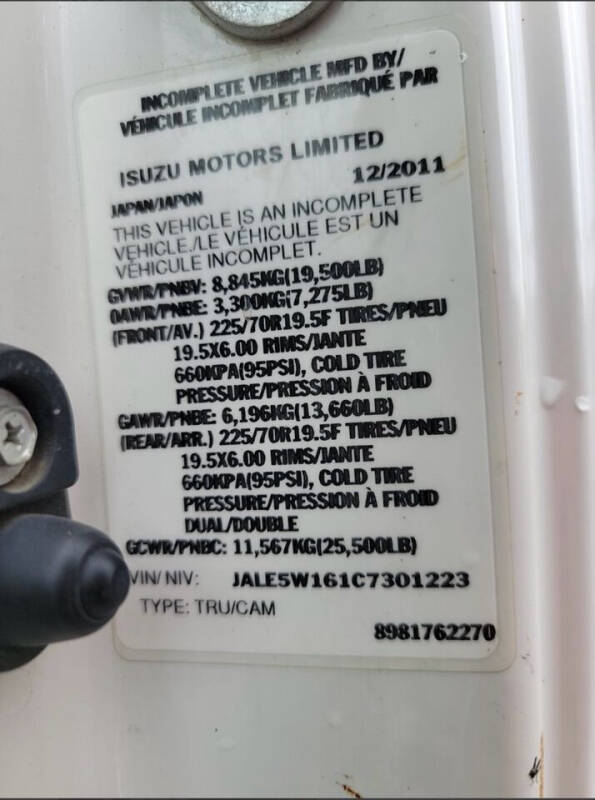 INCOMPLETE VEHICLE MFD BY/
VÉHICULE INCOMPLET FABRIQUÉ PAR
ISUZU MOTORS LIMITED
JAPAN/JAPON 12/2011
THIS VEHICLE IS AN INCOMPLETE
VEHICLE./LE VÉHICULE EST UN
VÉHICULE INCOMPLET.
GVWR/PNBV: 8,845KG(19,500LB)
GAWR/PNBE: 3,300KG(7,275LB)
(FRONT/AV.) 225/70R19.5F TIRES/PNEU
19.5X6.00 RIMS/JANTE
660KPA(95PSI), COLD TIRE
PRESSURE/PRESSION À FROID
GAWR/PNBE: 6,196KG(13,660LB)
(REAR/ARR.) 225/70R19.5F TIRES/PNEU
19.5X6.00 RIMS/JANTE
660KPA(95PSI), COLD TIRE
PRESSURE/PRESSION À FROID
DUAL/DOUBLE
GCWR/PNBC: 11,567KG(25,500LB)
VIN/NIV: JALE5W161C7301223
TYPE: TRU/CAM
8981762270